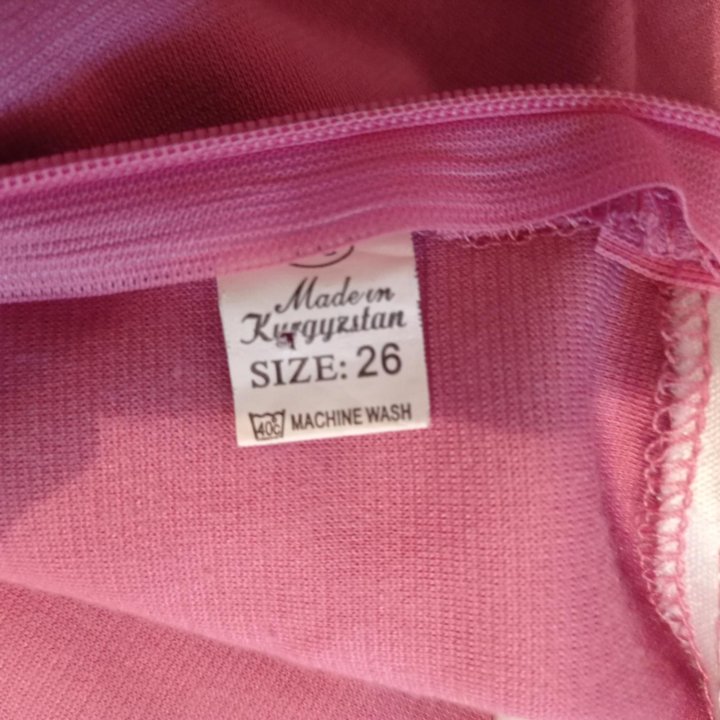 Made in
Kyrgyzstan
SIZE: 26
40c MACHINE WASH